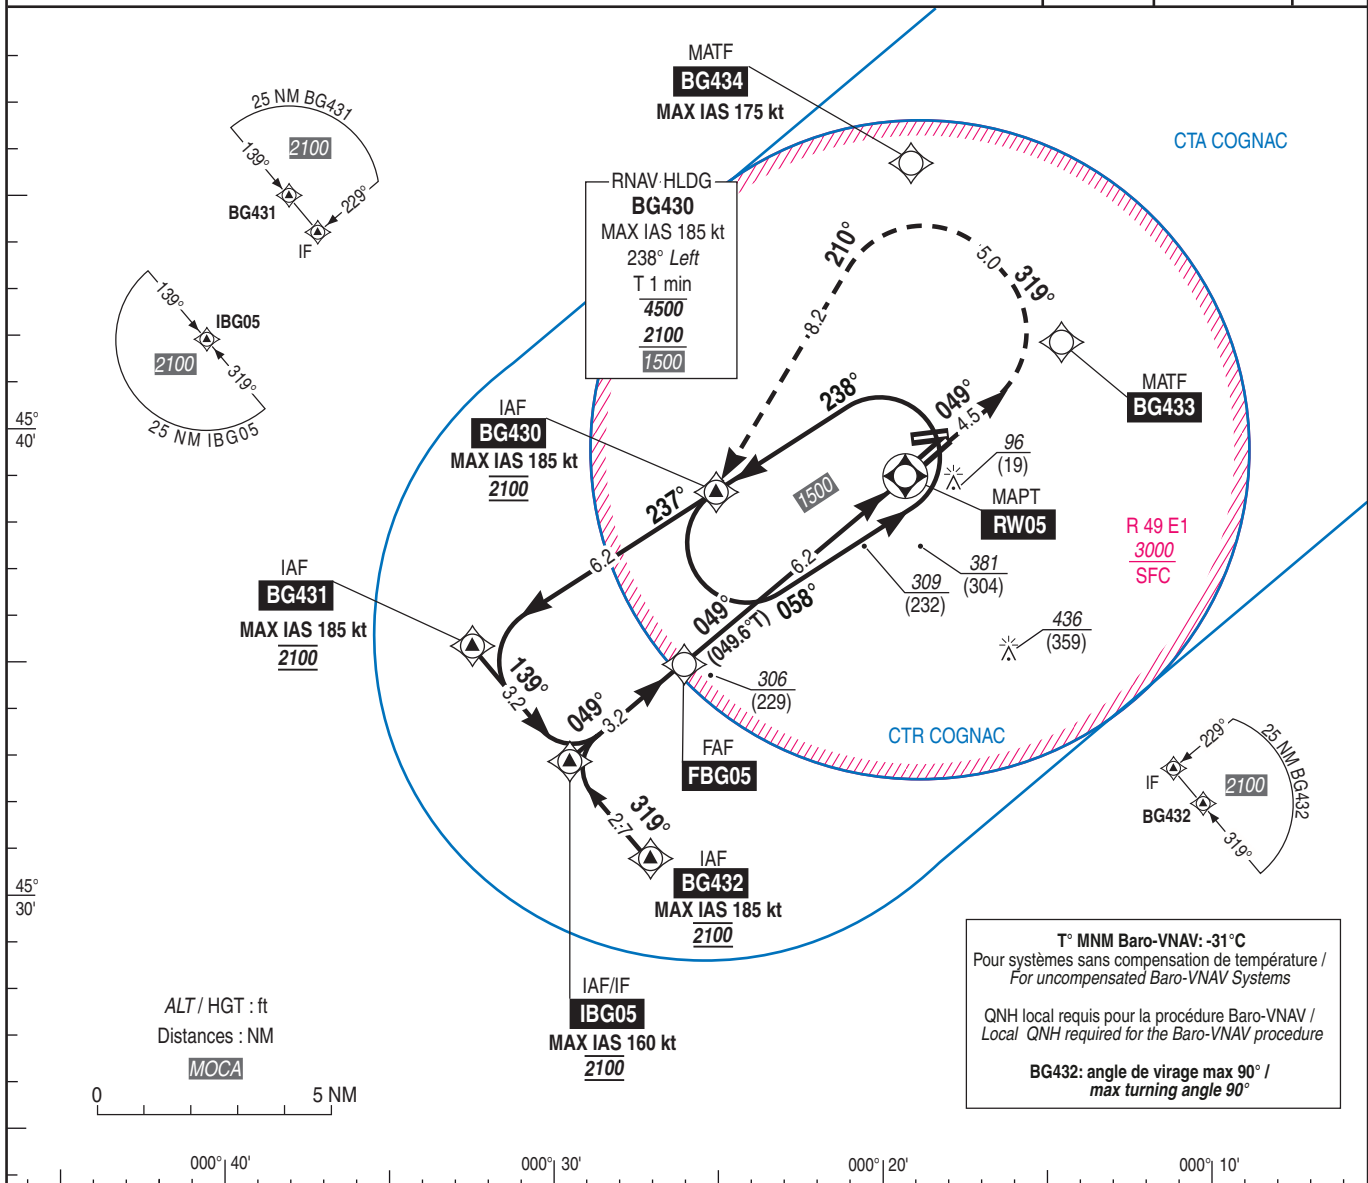 MATF
BG434
MAX IAS 175 kt
CTA COGNAC
25 NM BG431
2100
139°
229°
BG431
IF
RNAV HLDG
BG430
MAX IAS 185 kt
238° Left
T 1 min
4500
2100
1500
210°
8.2
5.0
319°
139°
IBG05
2100
319°
25 NM IBG05
MATF
BG433
45°
40'
IAF
BG430
MAX IAS 185 kt
2100
238°
049°
4.5
96
(19)
1500
MAPT
RW05
237°
6.2
6.2
R 49 E1
3000
SFC
IAF
BG431
MAX IAS 185 kt
2100
049°
(049.6°T)
058°
309
(232)
381
(304)
436
(359)
139°
3.2
049°
3.2
306
(229)
FAF
FBG05
CTR COGNAC
319°
2.7
IAF
BG432
MAX IAS 185 kt
2100
229°
25 NM BG432
IF
2100
BG432
319°
45°
30'
IAF/IF
IBG05
MAX IAS 160 kt
2100
T° MNM Baro-VNAV: -31°C
Pour systèmes sans compensation de température /
For uncompensated Baro-VNAV Systems
QNH local requis pour la procédure Baro-VNAV /
Local QNH required for the Baro-VNAV procedure
BG432: angle de virage max 90° /
max turning angle 90°
ALT / HGT : ft
Distances : NM
MOCA
0 5 NM
000° 40' 000° 30' 000° 20' 000° 10'